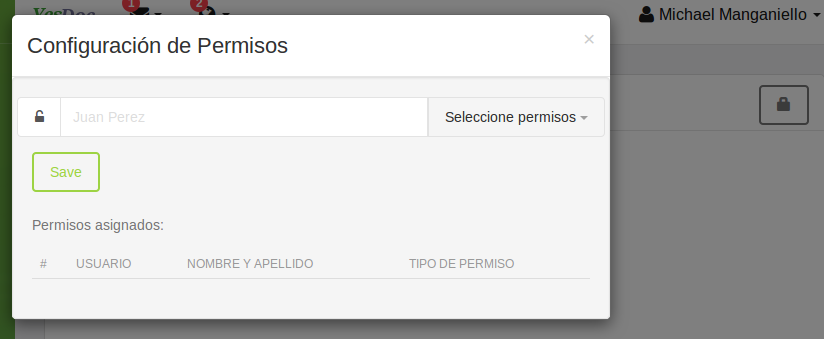 YesDoc
1
2
Michael Manganiello
Configuración de Permisos
×
Juan Perez
Seleccione permisos
Save
Permisos asignados:
# USUARIO NOMBRE Y APELLIDO TIPO DE PERMISO